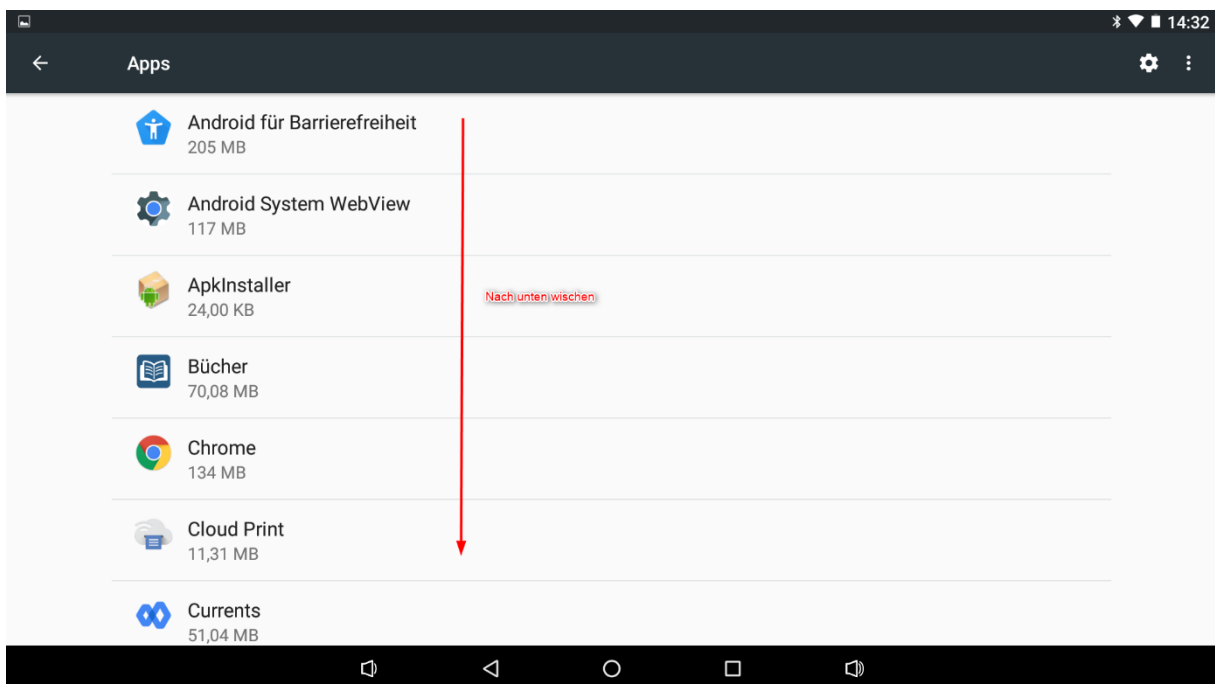 14:32
Apps
Android für Barrierefreiheit
205 MB
Android System WebView
117 MB
ApkInstaller
24,00 KB
Nach unten wischen
Bücher
70,08 MB
Chrome
134 MB
Cloud Print
11,31 MB
Currents
51,04 MB